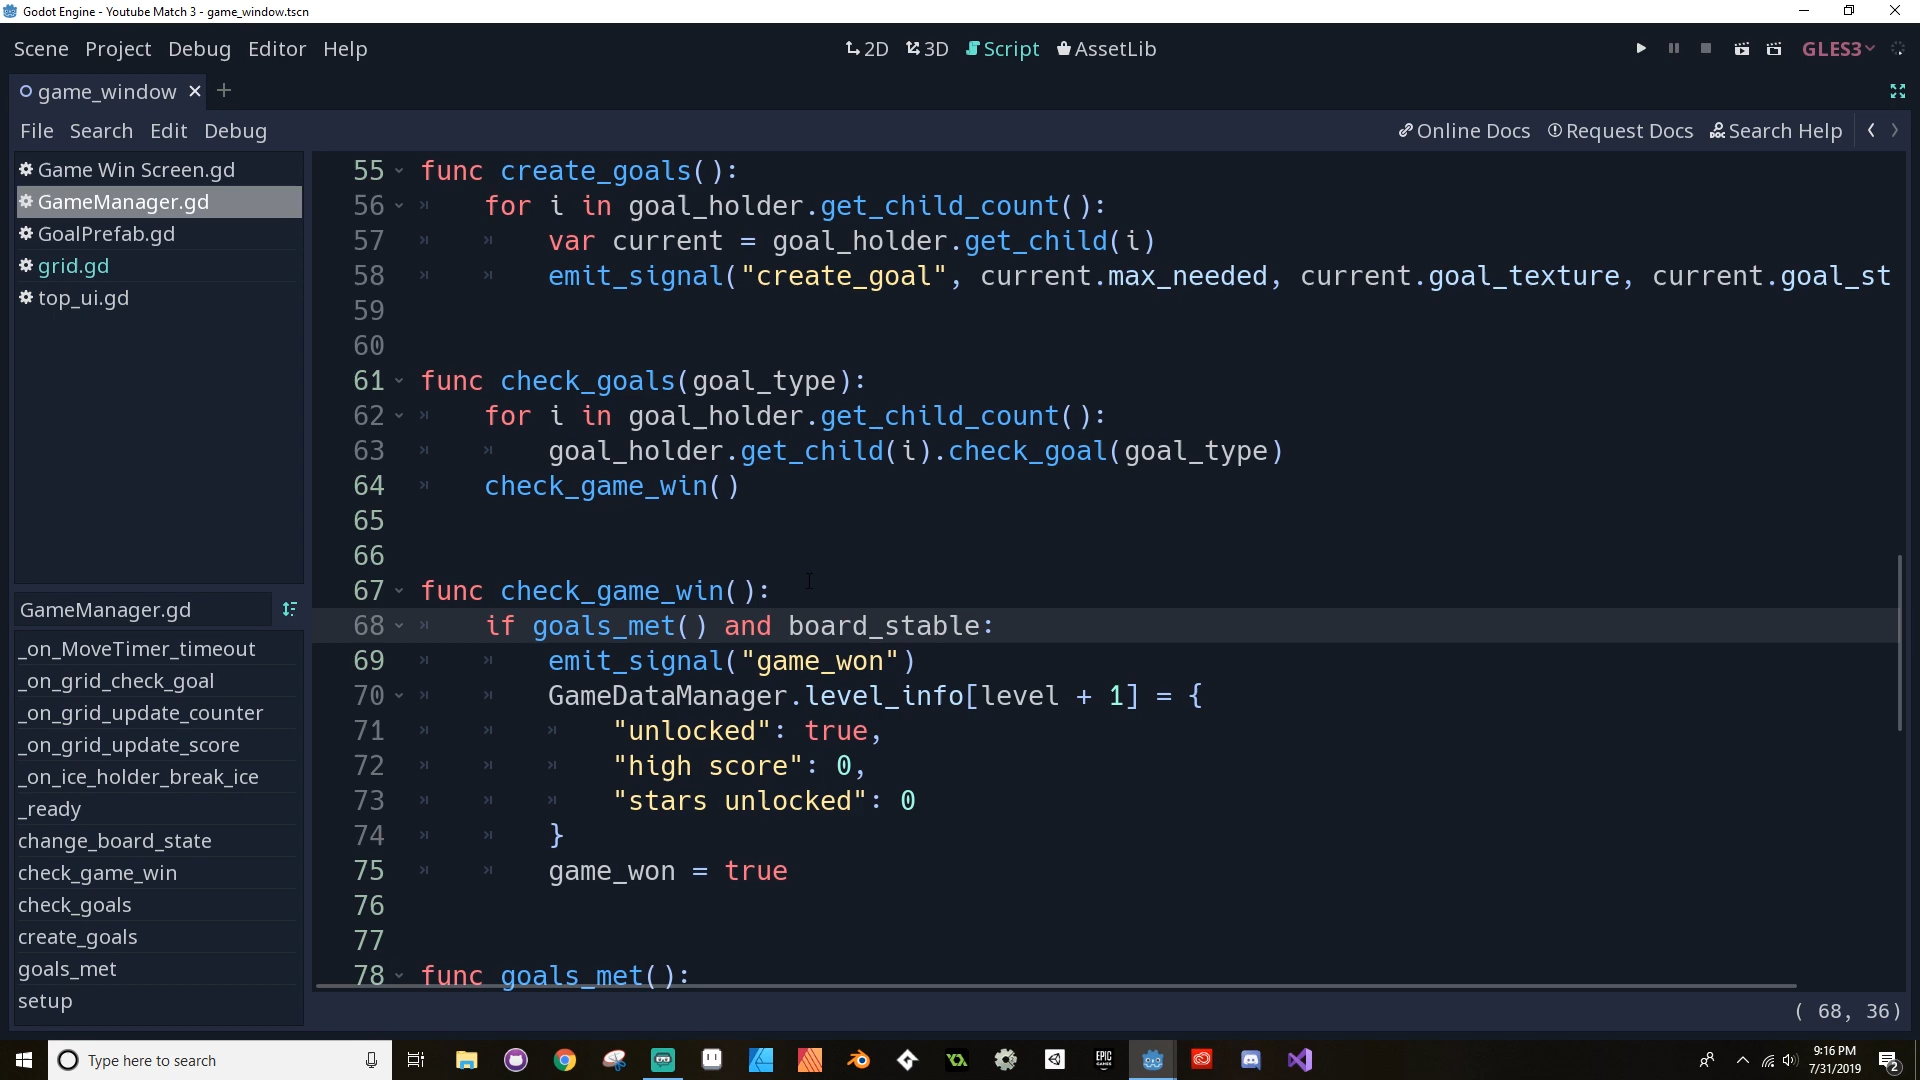 Godot Engine - Youtube Match 3 - game_window.tscn
Scene Project Debug Editor Help
2D 3D Script AssetLib
GLES3
game_window
File Search Edit Debug
Online Docs Request Docs Search Help
Game Win Screen.gd
GameManager.gd
GoalPrefab.gd
grid.gd
top_ui.gd
GameManager.gd
_on_MoveTimer_timeout
_on_grid_check_goal
_on_grid_update_counter
_on_grid_update_score
_on_ice_holder_break_ice
_ready
change_board_state
check_game_win
check_goals
create_goals
goals_met
setup
55 func create_goals():
56 for i in goal_holder.get_child_count():
57 var current = goal_holder.get_child(i)
58 emit_signal("create_goal", current.max_needed, current.goal_texture, current.goal_st
59
60
61 func check_goals(goal_type):
62 for i in goal_holder.get_child_count():
63 goal_holder.get_child(i).check_goal(goal_type)
64 check_game_win()
65
66
67 func check_game_win():
68 if goals_met() and board_stable:
69 emit_signal("game_won")
70 GameDataManager.level_info[level + 1] = {
71 "unlocked": true,
72 "high score": 0,
73 "stars unlocked": 0
74 }
75 game_won = true
76
77
78 func goals_met():
( 68, 36)
Type here to search
EPIC GAMES
9:16 PM
7/31/2019
2